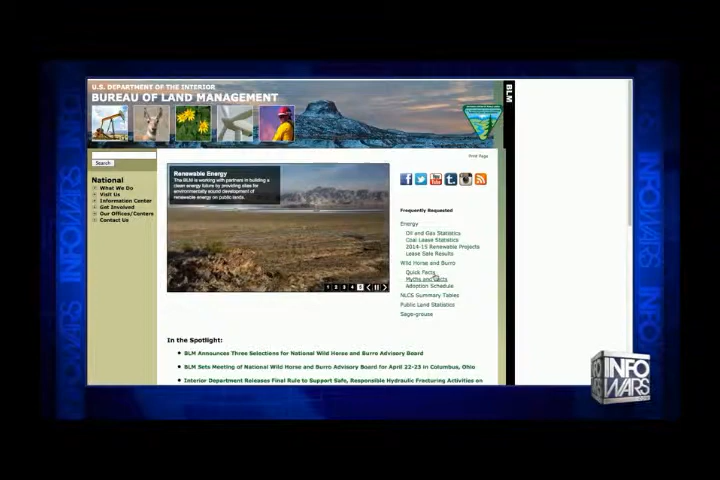 U.S. DEPARTMENT OF THE INTERIOR
BUREAU OF LAND MANAGEMENT
BLM
Print Page
Search
National
What We Do
Visit Us
Information Center
Get Involved
Our Offices/Centers
Contact Us
Renewable Energy
The BLM is working with partners in building a
clean energy future by providing sites for
environmentally sound development of
renewable energy on public lands.
1 2 3 4 5
Frequently Requested
Energy
Oil and Gas Statistics
Coal Lease Statistics
2014-15 Renewable Projects
Lease Sale Results
Wild Horse and Burro
Quick Facts
Myths and Facts
Adoption Schedule
NLCS Summary Tables
Public Land Statistics
Sage-grouse
In the Spotlight:
BLM Announces Three Selections for National Wild Horse and Burro Advisory Board
BLM Sets Meeting of National Wild Horse and Burro Advisory Board for April 22-23 in Columbus, Ohio
Interior Department Releases Final Rule to Support Safe, Responsible Hydraulic Fracturing Activities on
INFOWARS
INFOWARS
INFO
WARS